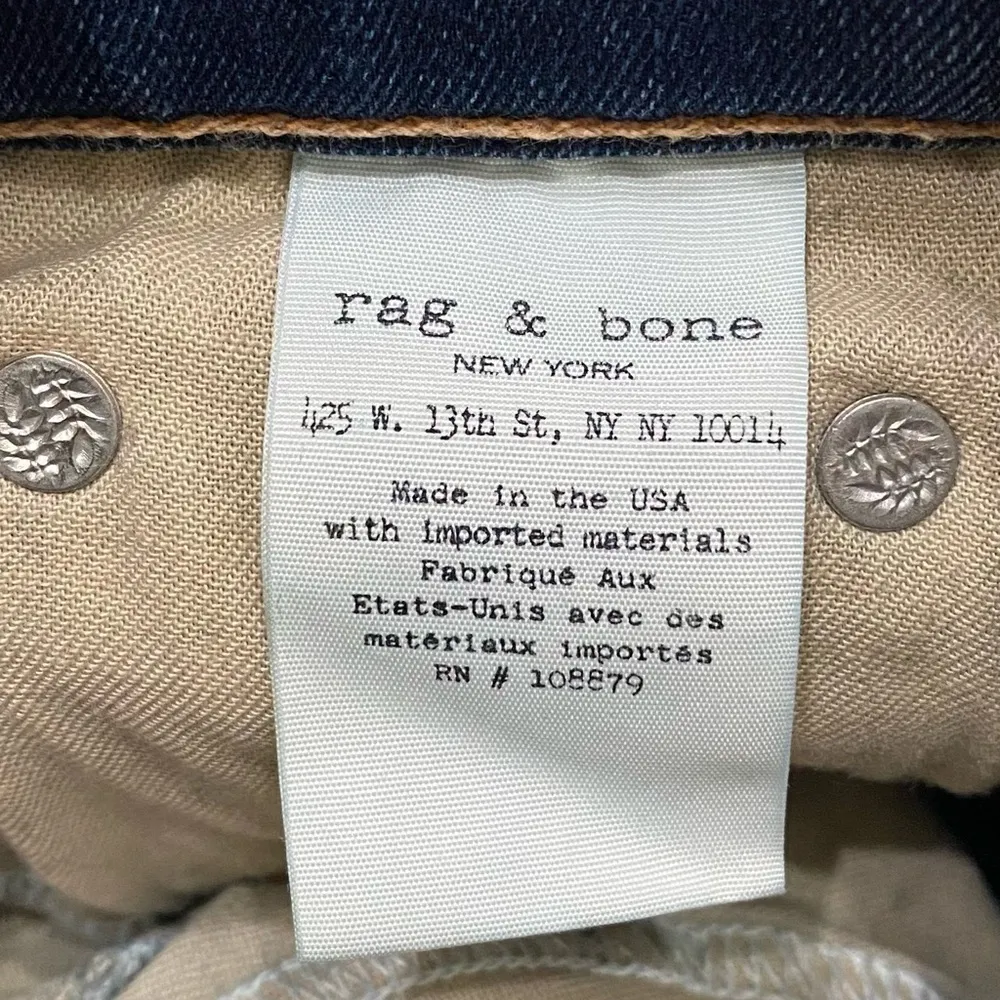 rag & bone
NEW YORK
425 W. 13th St, NY NY 10014
Made in the USA
with imported materials
Fabriqué Aux
Etats-Unis avec des
matériaux importés
RN # 108879